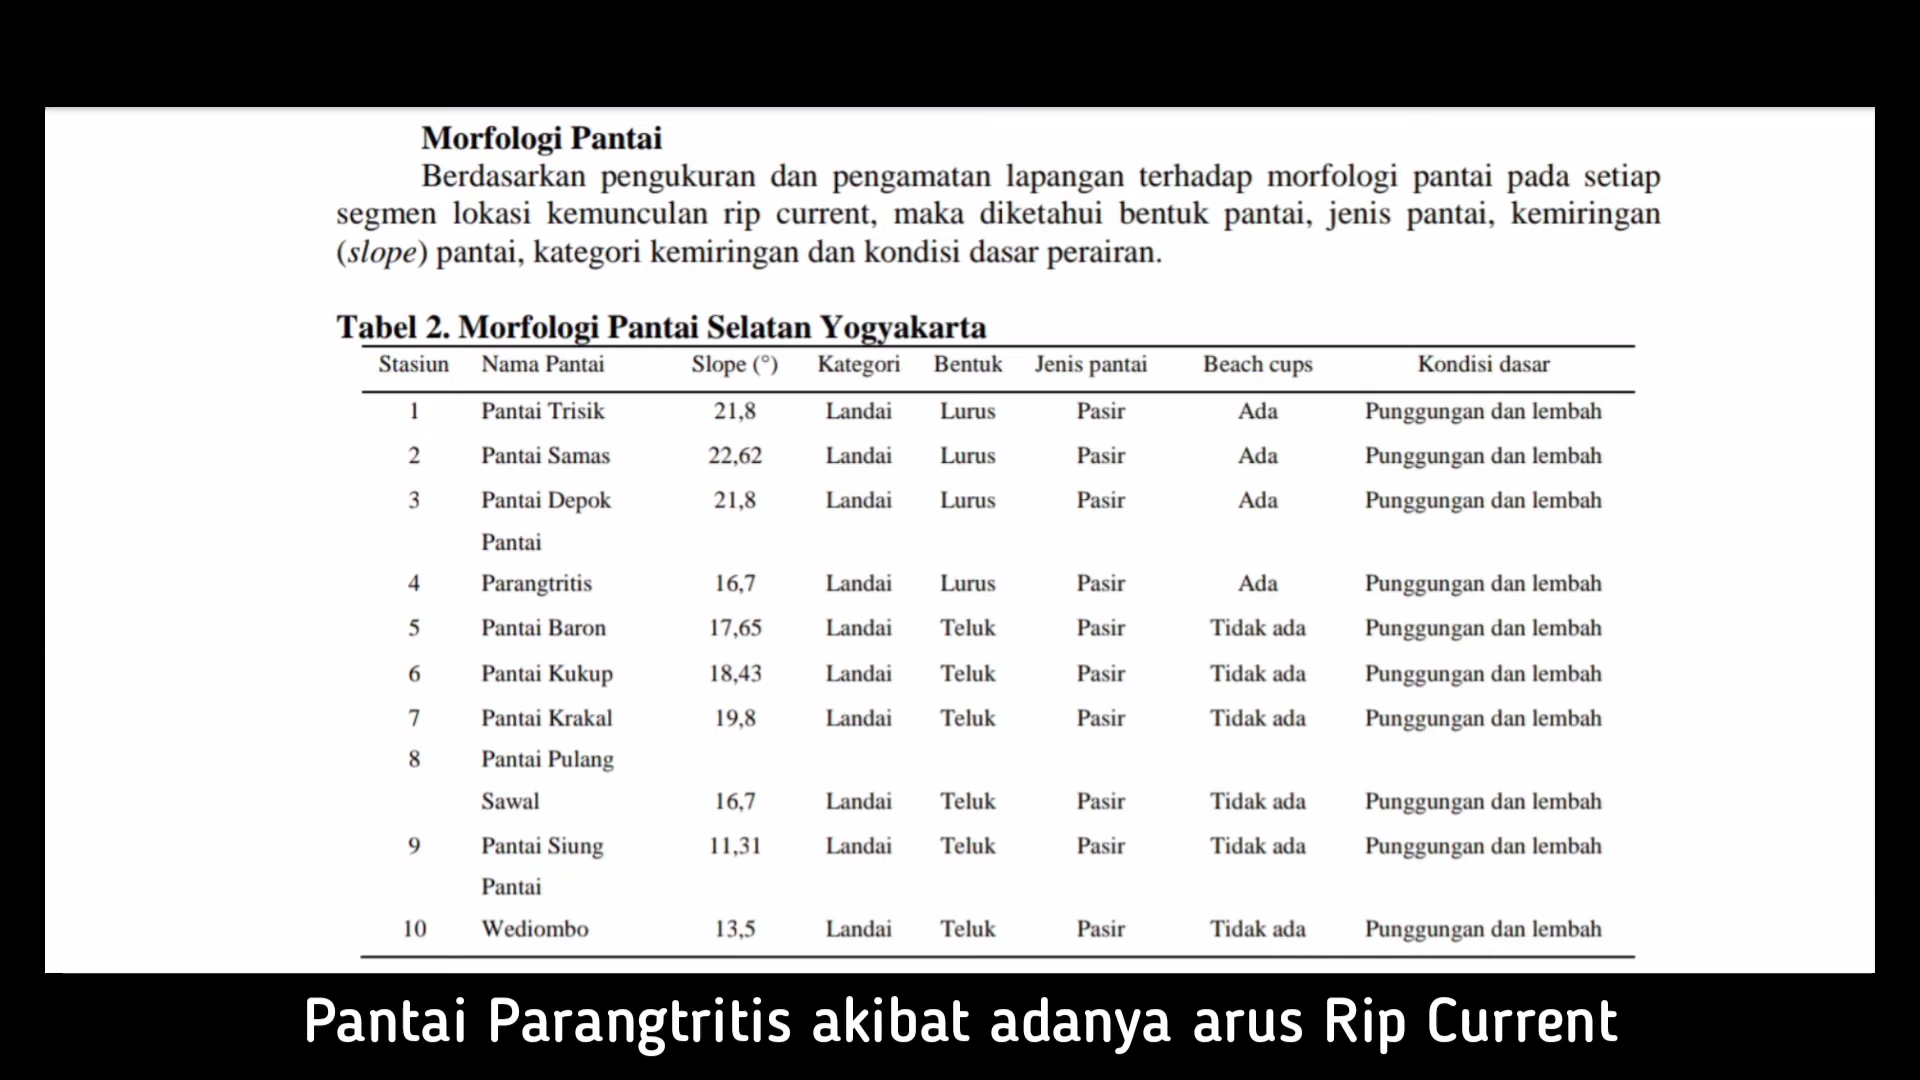 Morfologi Pantai
Berdasarkan pengukuran dan pengamatan lapangan terhadap morfologi pantai pada setiap
segmen lokasi kemunculan rip current, maka diketahui bentuk pantai, jenis pantai, kemiringan
(slope) pantai, kategori kemiringan dan kondisi dasar perairan.
Tabel 2. Morfologi Pantai Selatan Yogyakarta
Stasiun Nama Pantai Slope (°) Kategori Bentuk Jenis pantai Beach cups Kondisi dasar
1 Pantai Trisik 21,8 Landai Lurus Pasir Ada Punggungan dan lembah
2 Pantai Samas 22,62 Landai Lurus Pasir Ada Punggungan dan lembah
3 Pantai Depok 21,8 Landai Lurus Pasir Ada Punggungan dan lembah
Pantai
4 Parangtritis 16,7 Landai Lurus Pasir Ada Punggungan dan lembah
5 Pantai Baron 17,65 Landai Teluk Pasir Tidak ada Punggungan dan lembah
6 Pantai Kukup 18,43 Landai Teluk Pasir Tidak ada Punggungan dan lembah
7 Pantai Krakal 19,8 Landai Teluk Pasir Tidak ada Punggungan dan lembah
8 Pantai Pulang
Sawal 16,7 Landai Teluk Pasir Tidak ada Punggungan dan lembah
9 Pantai Siung 11,31 Landai Teluk Pasir Tidak ada Punggungan dan lembah
Pantai
10 Wediombo 13,5 Landai Teluk Pasir Tidak ada Punggungan dan lembah
Pantai Parangtritis akibat adanya arus Rip Current